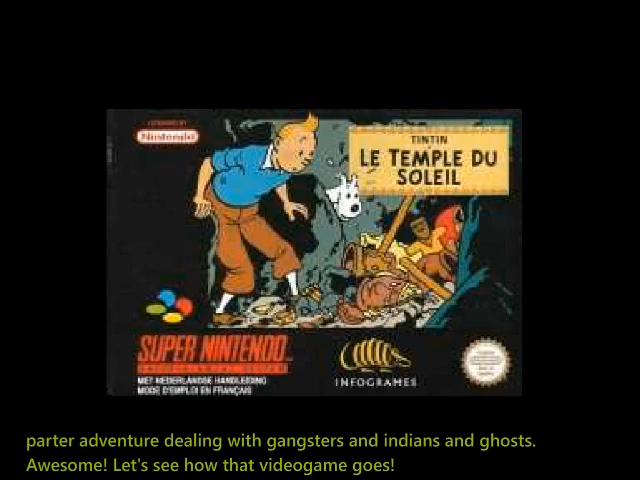 LICENSED BY
Nintendo
TINTIN
LE TEMPLE DU
SOLEIL
SUPER NINTENDO
MET NEDERLANDSE HANDLEIDING
MODE D'EMPLOI EN FRANÇAIS
INFOGRAMES
parter adventure dealing with gangsters and indians and ghosts.
Awesome! Let's see how that videogame goes!